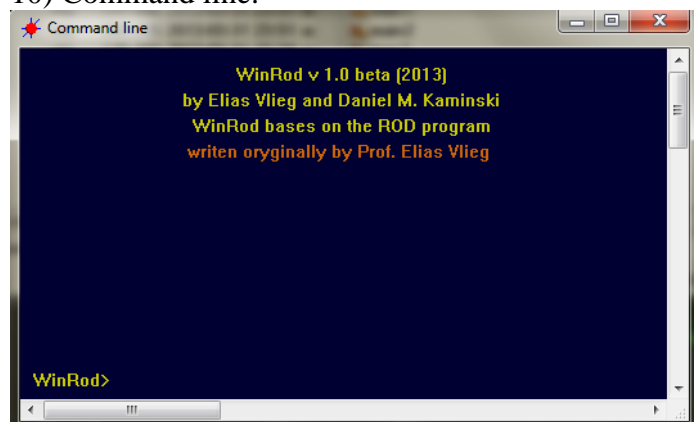 10) Command line:
Command line
WinRod v 1.0 beta (2013)
by Elias Vlieg and Daniel M. Kaminski
WinRod bases on the ROD program
writen oryginally by Prof. Elias Vlieg
WinRod>